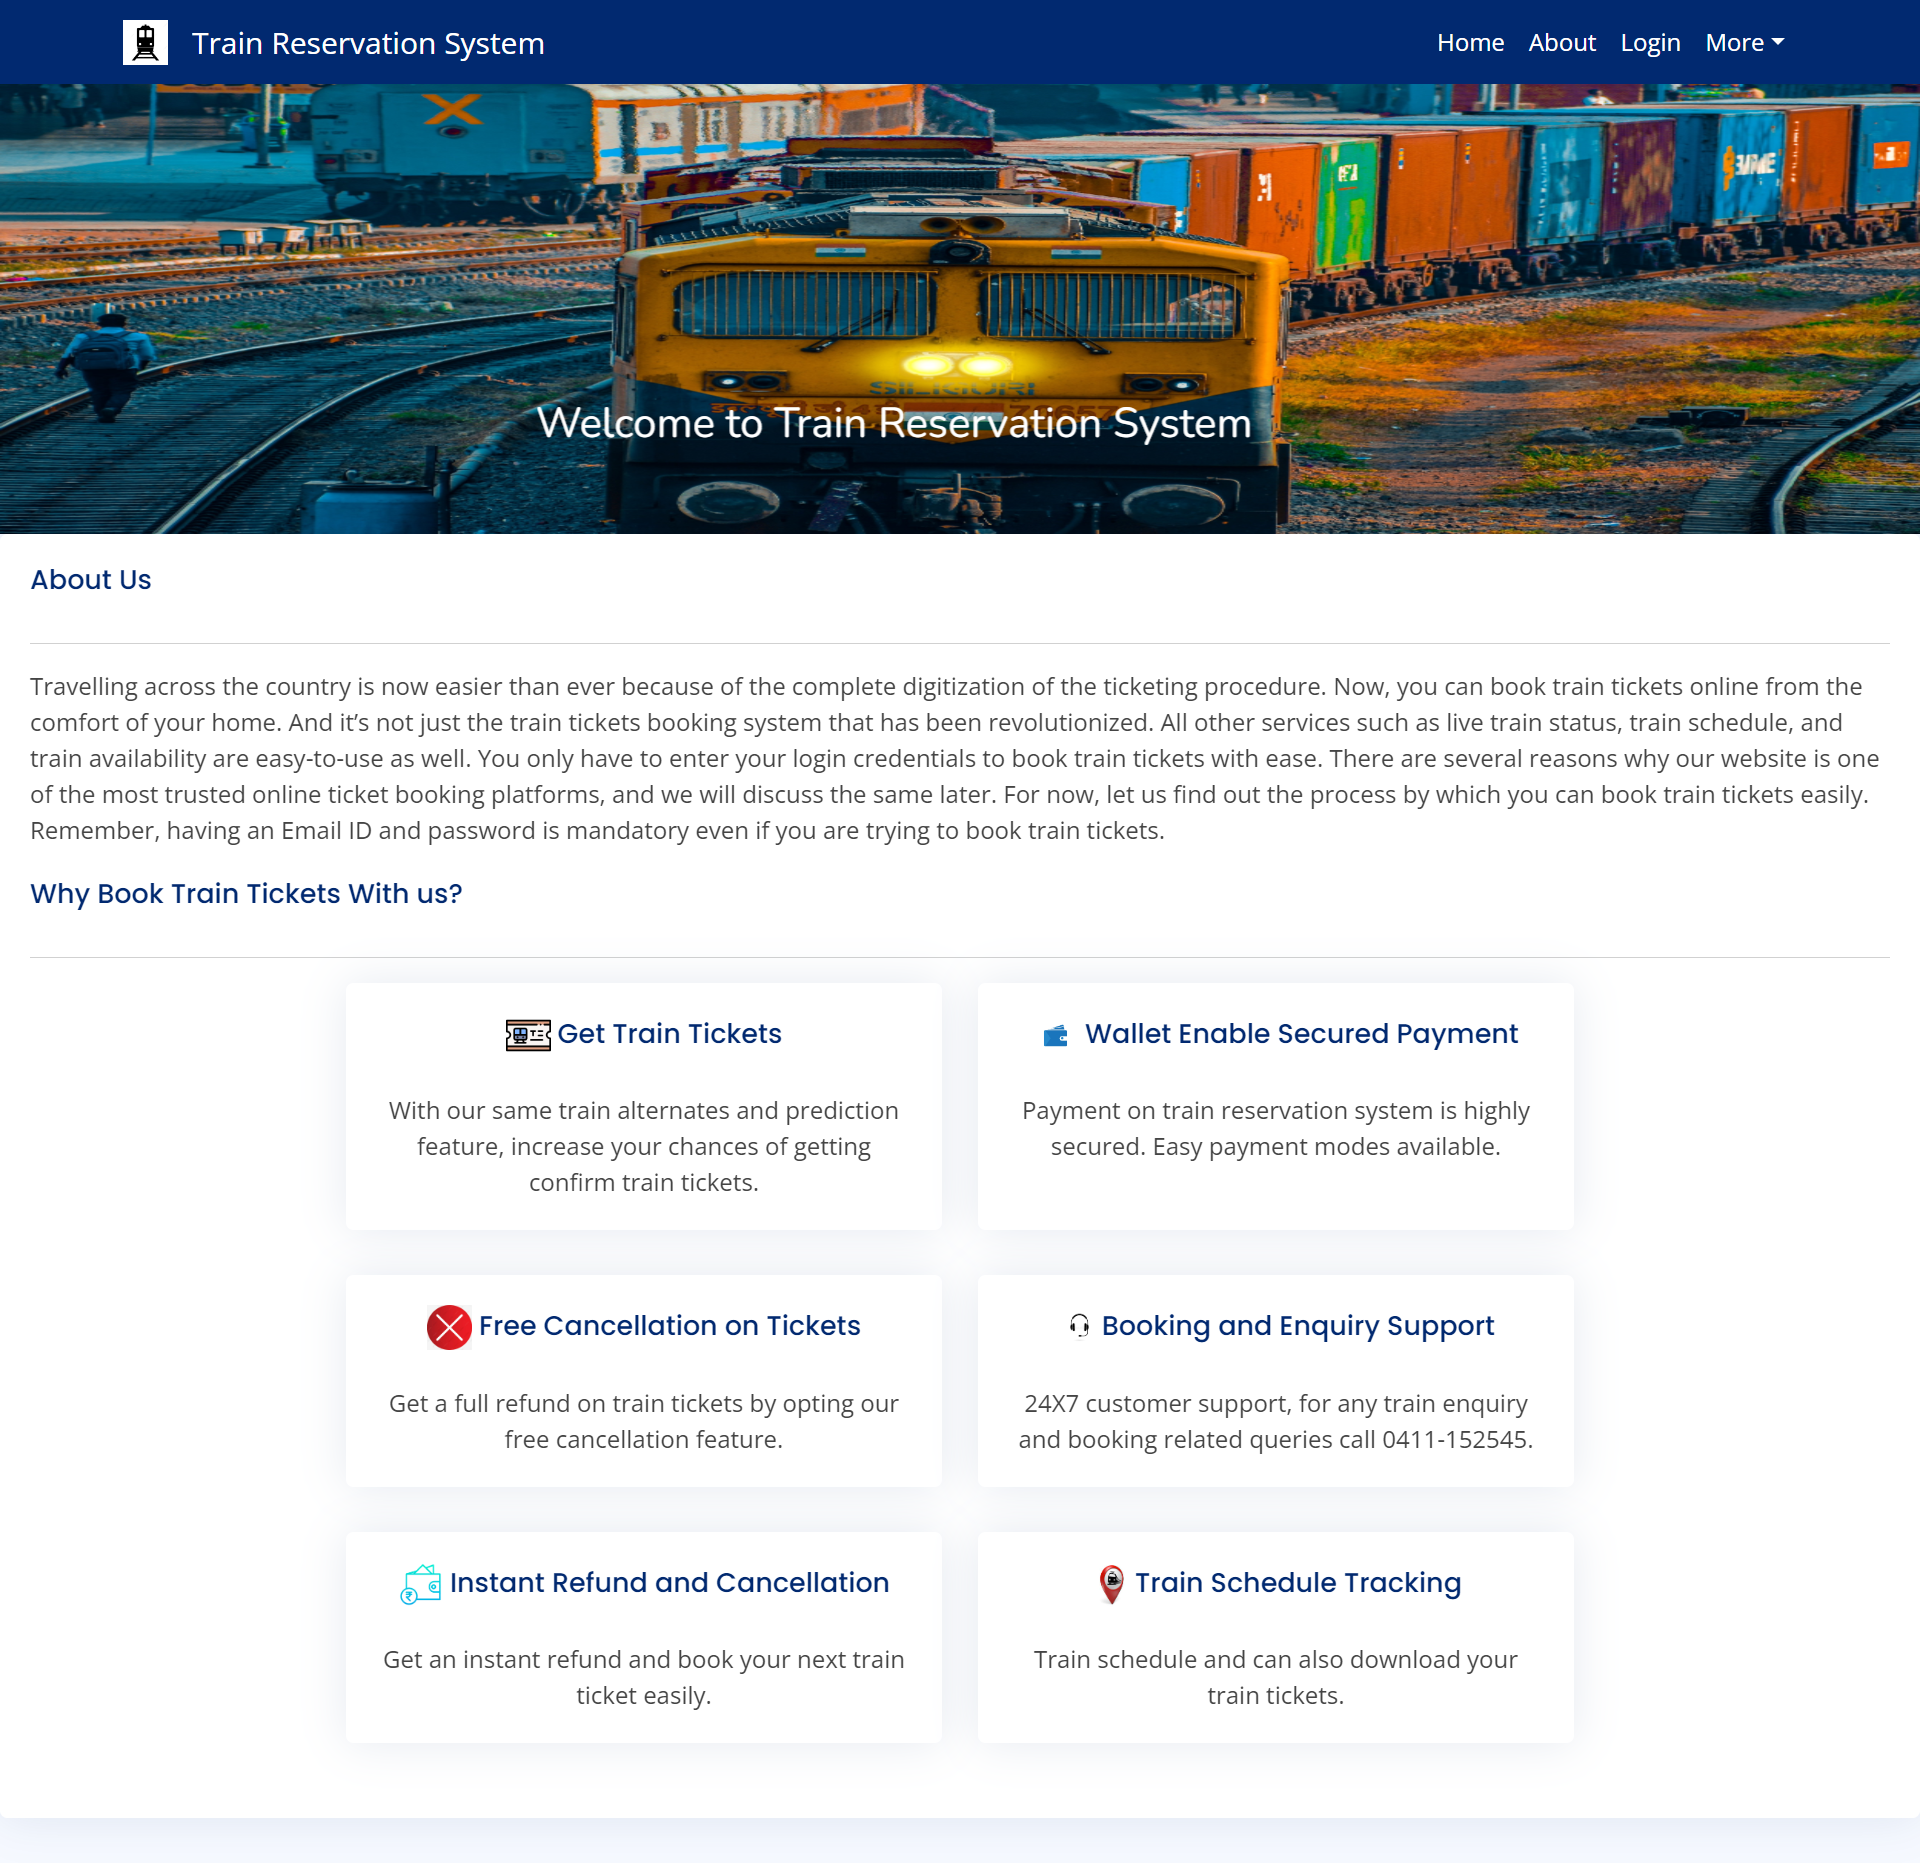 Train Reservation System
Home About Login More
Welcome to Train Reservation System
About Us
Travelling across the country is now easier than ever because of the complete digitization of the ticketing procedure. Now, you can book train tickets online from the
comfort of your home. And it’s not just the train tickets booking system that has been revolutionized. All other services such as live train status, train schedule, and
train availability are easy-to-use as well. You only have to enter your login credentials to book train tickets with ease. There are several reasons why our website is one
of the most trusted online ticket booking platforms, and we will discuss the same later. For now, let us find out the process by which you can book train tickets easily.
Remember, having an Email ID and password is mandatory even if you are trying to book train tickets.
Why Book Train Tickets With us?
Get Train Tickets
With our same train alternates and prediction
feature, increase your chances of getting
confirm train tickets.
Wallet Enable Secured Payment
Payment on train reservation system is highly
secured. Easy payment modes available.
Free Cancellation on Tickets
Get a full refund on train tickets by opting our
free cancellation feature.
Booking and Enquiry Support
24X7 customer support, for any train enquiry
and booking related queries call 0411-152545.
Instant Refund and Cancellation
Get an instant refund and book your next train
ticket easily.
Train Schedule Tracking
Train schedule and can also download your
train tickets.